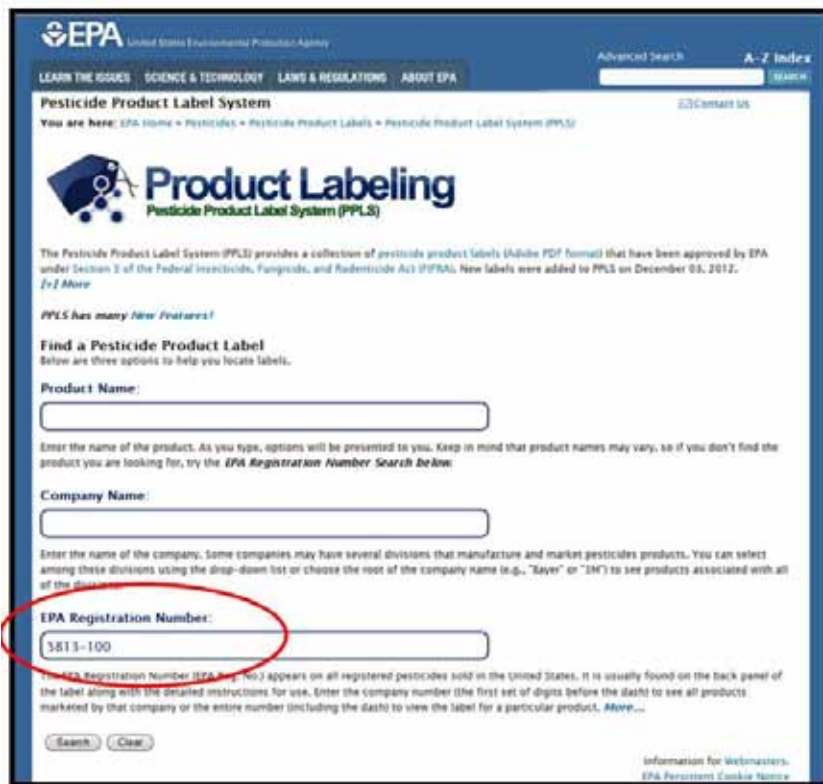 EPA United States Environmental Protection Agency
Advanced Search A-Z Index
LEARN THE ISSUES SCIENCE & TECHNOLOGY LAWS & REGULATIONS ABOUT EPA SEARCH
Pesticide Product Label System Contact Us
You are here: EPA Home » Pesticides » Pesticide Product Labels » Pesticide Product Label System (PPLS)
Product Labeling
Pesticide Product Label System (PPLS)
The Pesticide Product Label System (PPLS) provides a collection of pesticide product labels (Adobe PDF format) that have been approved by EPA
under Section 3 of the Federal Insecticide, Fungicide, and Rodenticide Act (FIFRA). New labels were added to PPLS on December 03, 2012.
[+] More
PPLS has many New Features!
Find a Pesticide Product Label
Below are three options to help you locate labels.
Product Name:
Enter the name of the product. As you type, options will be presented to you. Keep in mind that product names may vary, so if you don't find the
product you are looking for, try the EPA Registration Number Search below.
Company Name:
Enter the name of the company. Some companies may have several divisions that manufacture and market pesticides products. You can select
among these divisions using the drop-down list or choose the root of the company name (e.g., "Bayer" or "3M") to see products associated with all
of the divisions.
EPA Registration Number:
5813-100
The EPA Registration Number (EPA Reg. No.) appears on all registered pesticides sold in the United States. It is usually found on the back panel of
the label along with the detailed instructions for use. Enter the company number (the first set of digits before the dash) to see all products
marketed by that company or the entire number (including the dash) to view the label for a particular product. More...
Search Clear
Information for Webmasters.
EPA Persistent Cookie Notice